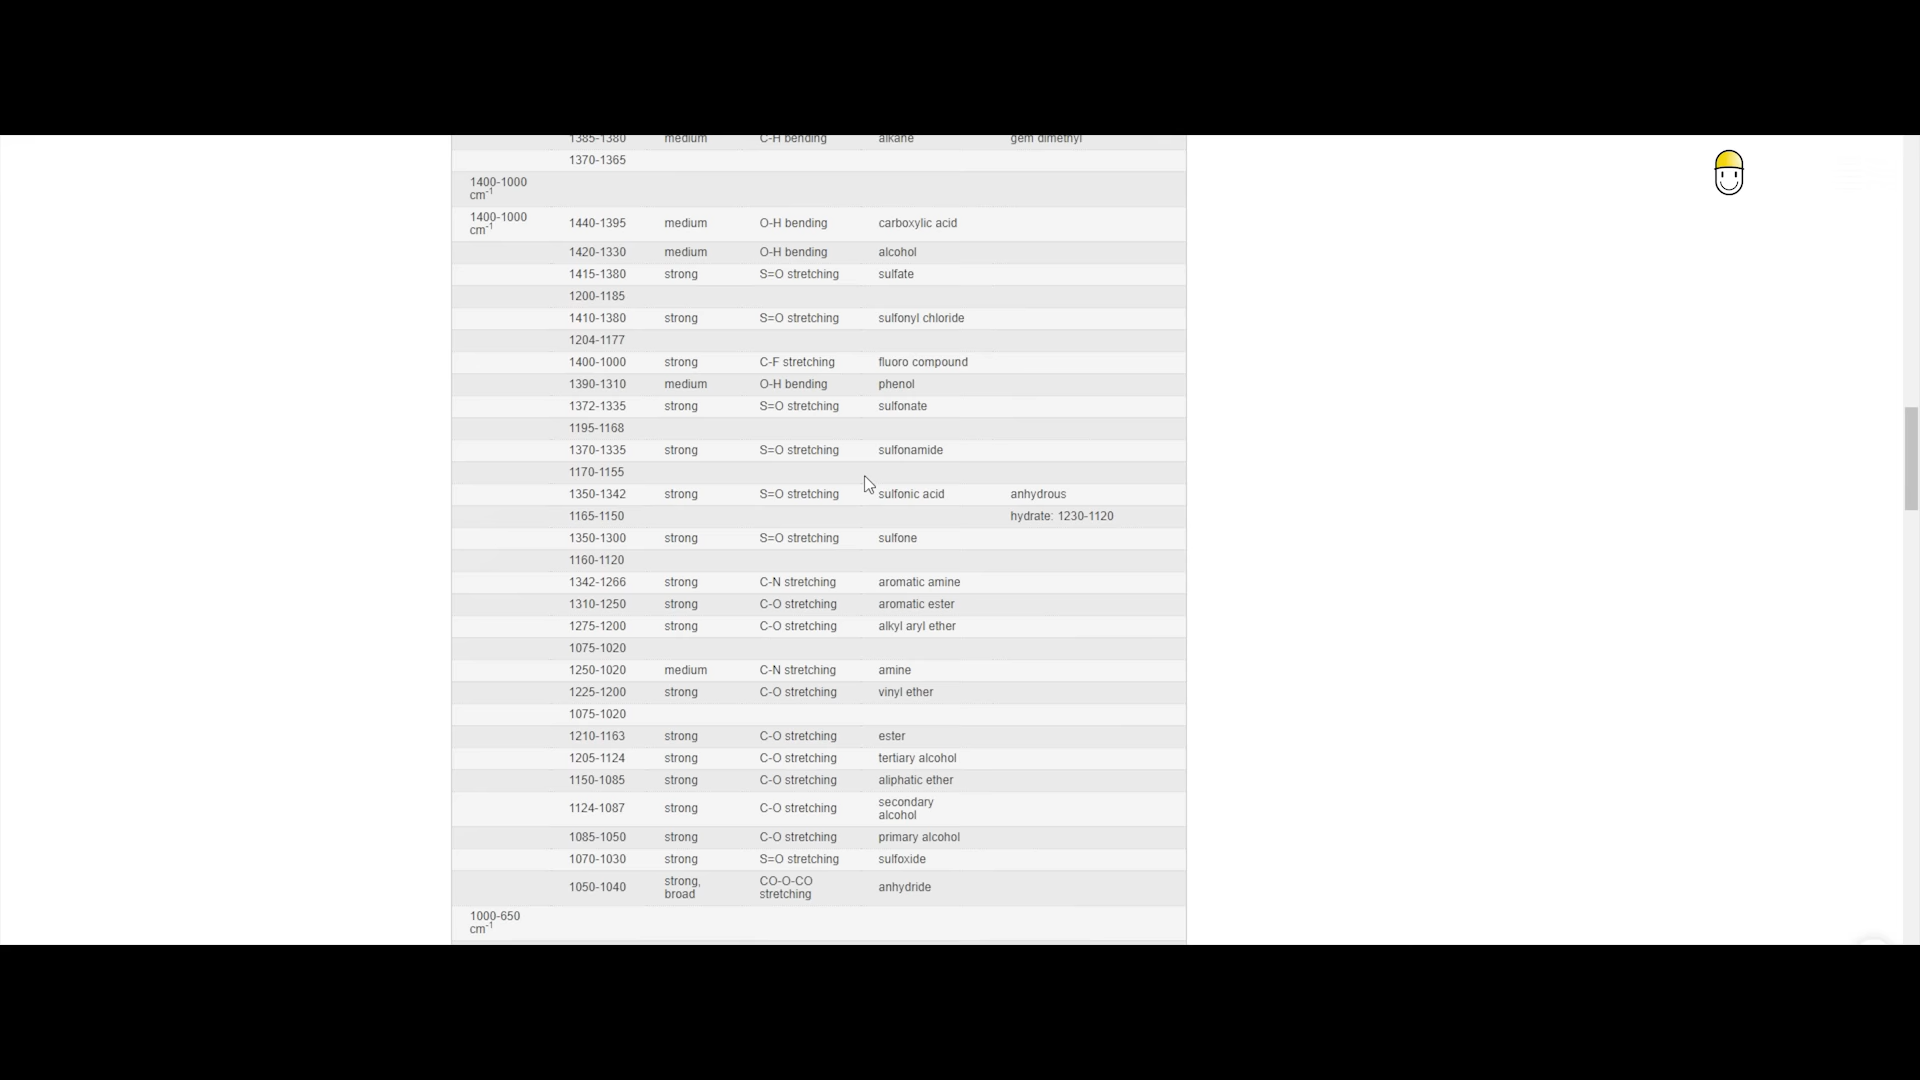 1385-1380 medium C-H bending alkane gem dimethyl
1370-1365
1400-1000
cm-1
1400-1000
cm-1 1440-1395 medium O-H bending carboxylic acid
1420-1330 medium O-H bending alcohol
1415-1380 strong S=O stretching sulfate
1200-1185
1410-1380 strong S=O stretching sulfonyl chloride
1204-1177
1400-1000 strong C-F stretching fluoro compound
1390-1310 medium O-H bending phenol
1372-1335 strong S=O stretching sulfonate
1195-1168
1370-1335 strong S=O stretching sulfonamide
1170-1155
1350-1342 strong S=O stretching sulfonic acid anhydrous
1165-1150 hydrate: 1230-1120
1350-1300 strong S=O stretching sulfone
1160-1120
1342-1266 strong C-N stretching aromatic amine
1310-1250 strong C-O stretching aromatic ester
1275-1200 strong C-O stretching alkyl aryl ether
1075-1020
1250-1020 medium C-N stretching amine
1225-1200 strong C-O stretching vinyl ether
1075-1020
1210-1163 strong C-O stretching ester
1205-1124 strong C-O stretching tertiary alcohol
1150-1085 strong C-O stretching aliphatic ether
1124-1087 strong C-O stretching secondary
alcohol
1085-1050 strong C-O stretching primary alcohol
1070-1030 strong S=O stretching sulfoxide
1050-1040 strong, CO-O-CO anhydride
broad stretching
1000-650
cm-1